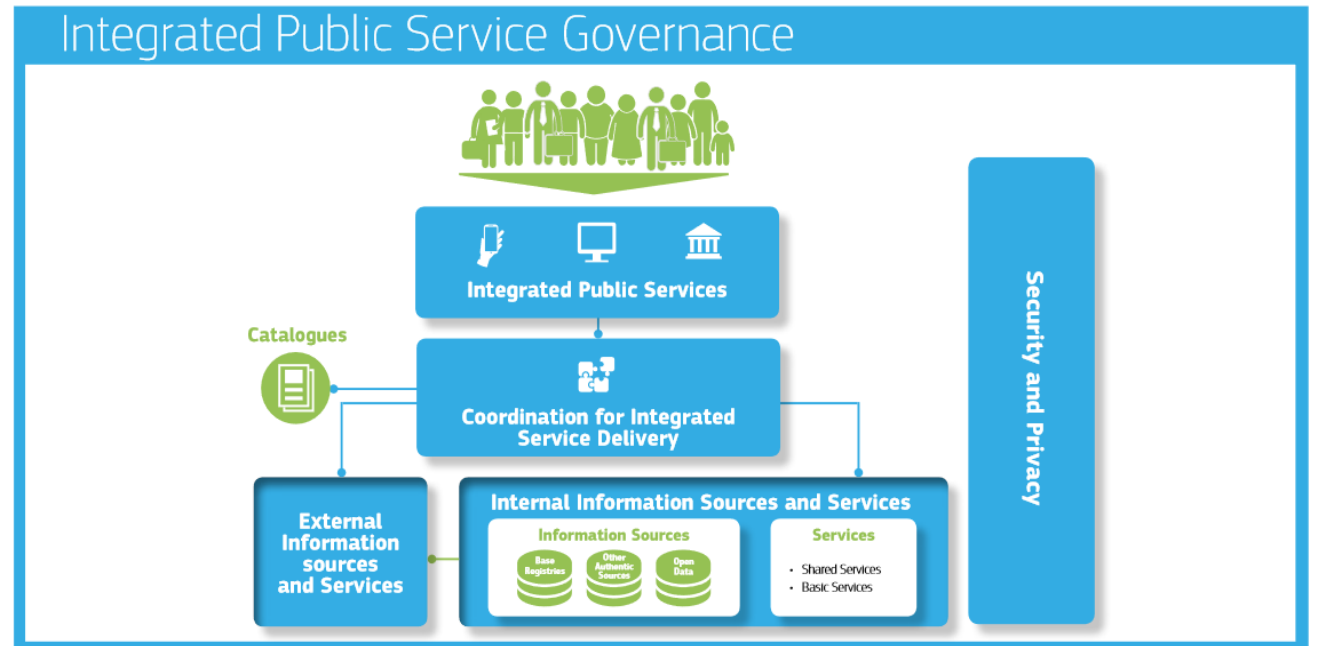 Integrated Public Service Governance
Integrated Public Services
Catalogues
Coordination for Integrated
Service Delivery
Security and Privacy
External
Information
sources
and Services
Internal Information Sources and Services
Information Sources
Base
Registries
Other
Authentic
Sources
Open
Data
Services
• Shared Services
• Basic Services